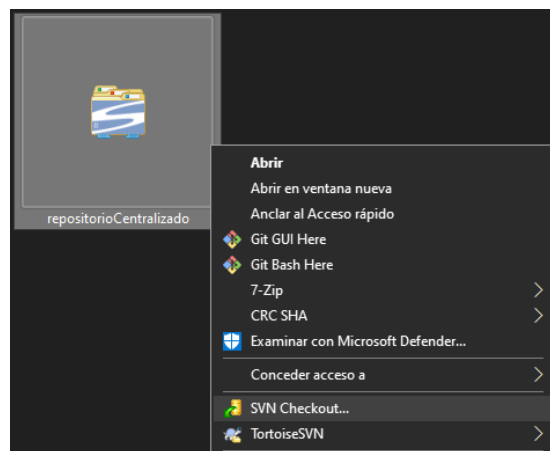 repositorioCentralizado
Abrir
Abrir en ventana nueva
Anclar al Acceso rápido
Git GUI Here
Git Bash Here
7-Zip
CRC SHA
Examinar con Microsoft Defender...
Conceder acceso a
SVN Checkout...
TortoiseSVN